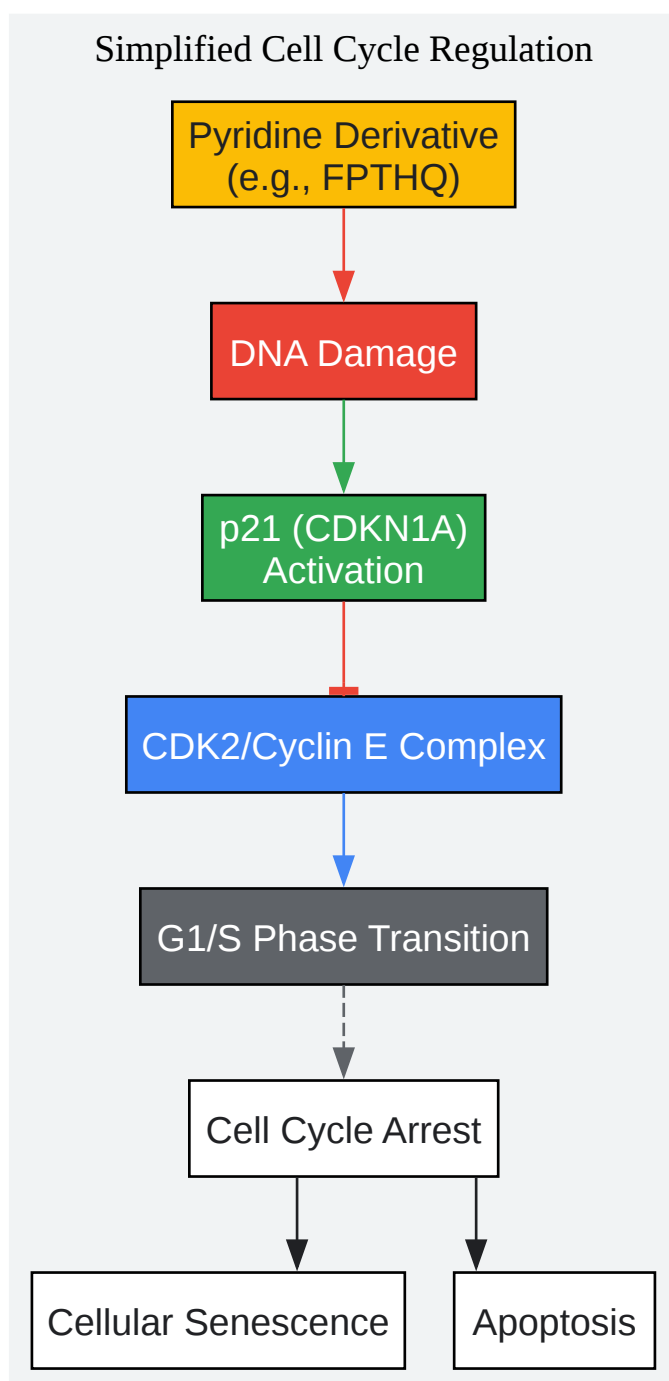 Simplified Cell Cycle Regulation
Pyridine Derivative
(e.g., FPTHQ)
DNA Damage
p21 (CDKN1A)
Activation
CDK2/Cyclin E Complex
G1/S Phase Transition
Cell Cycle Arrest
Cellular Senescence
Apoptosis